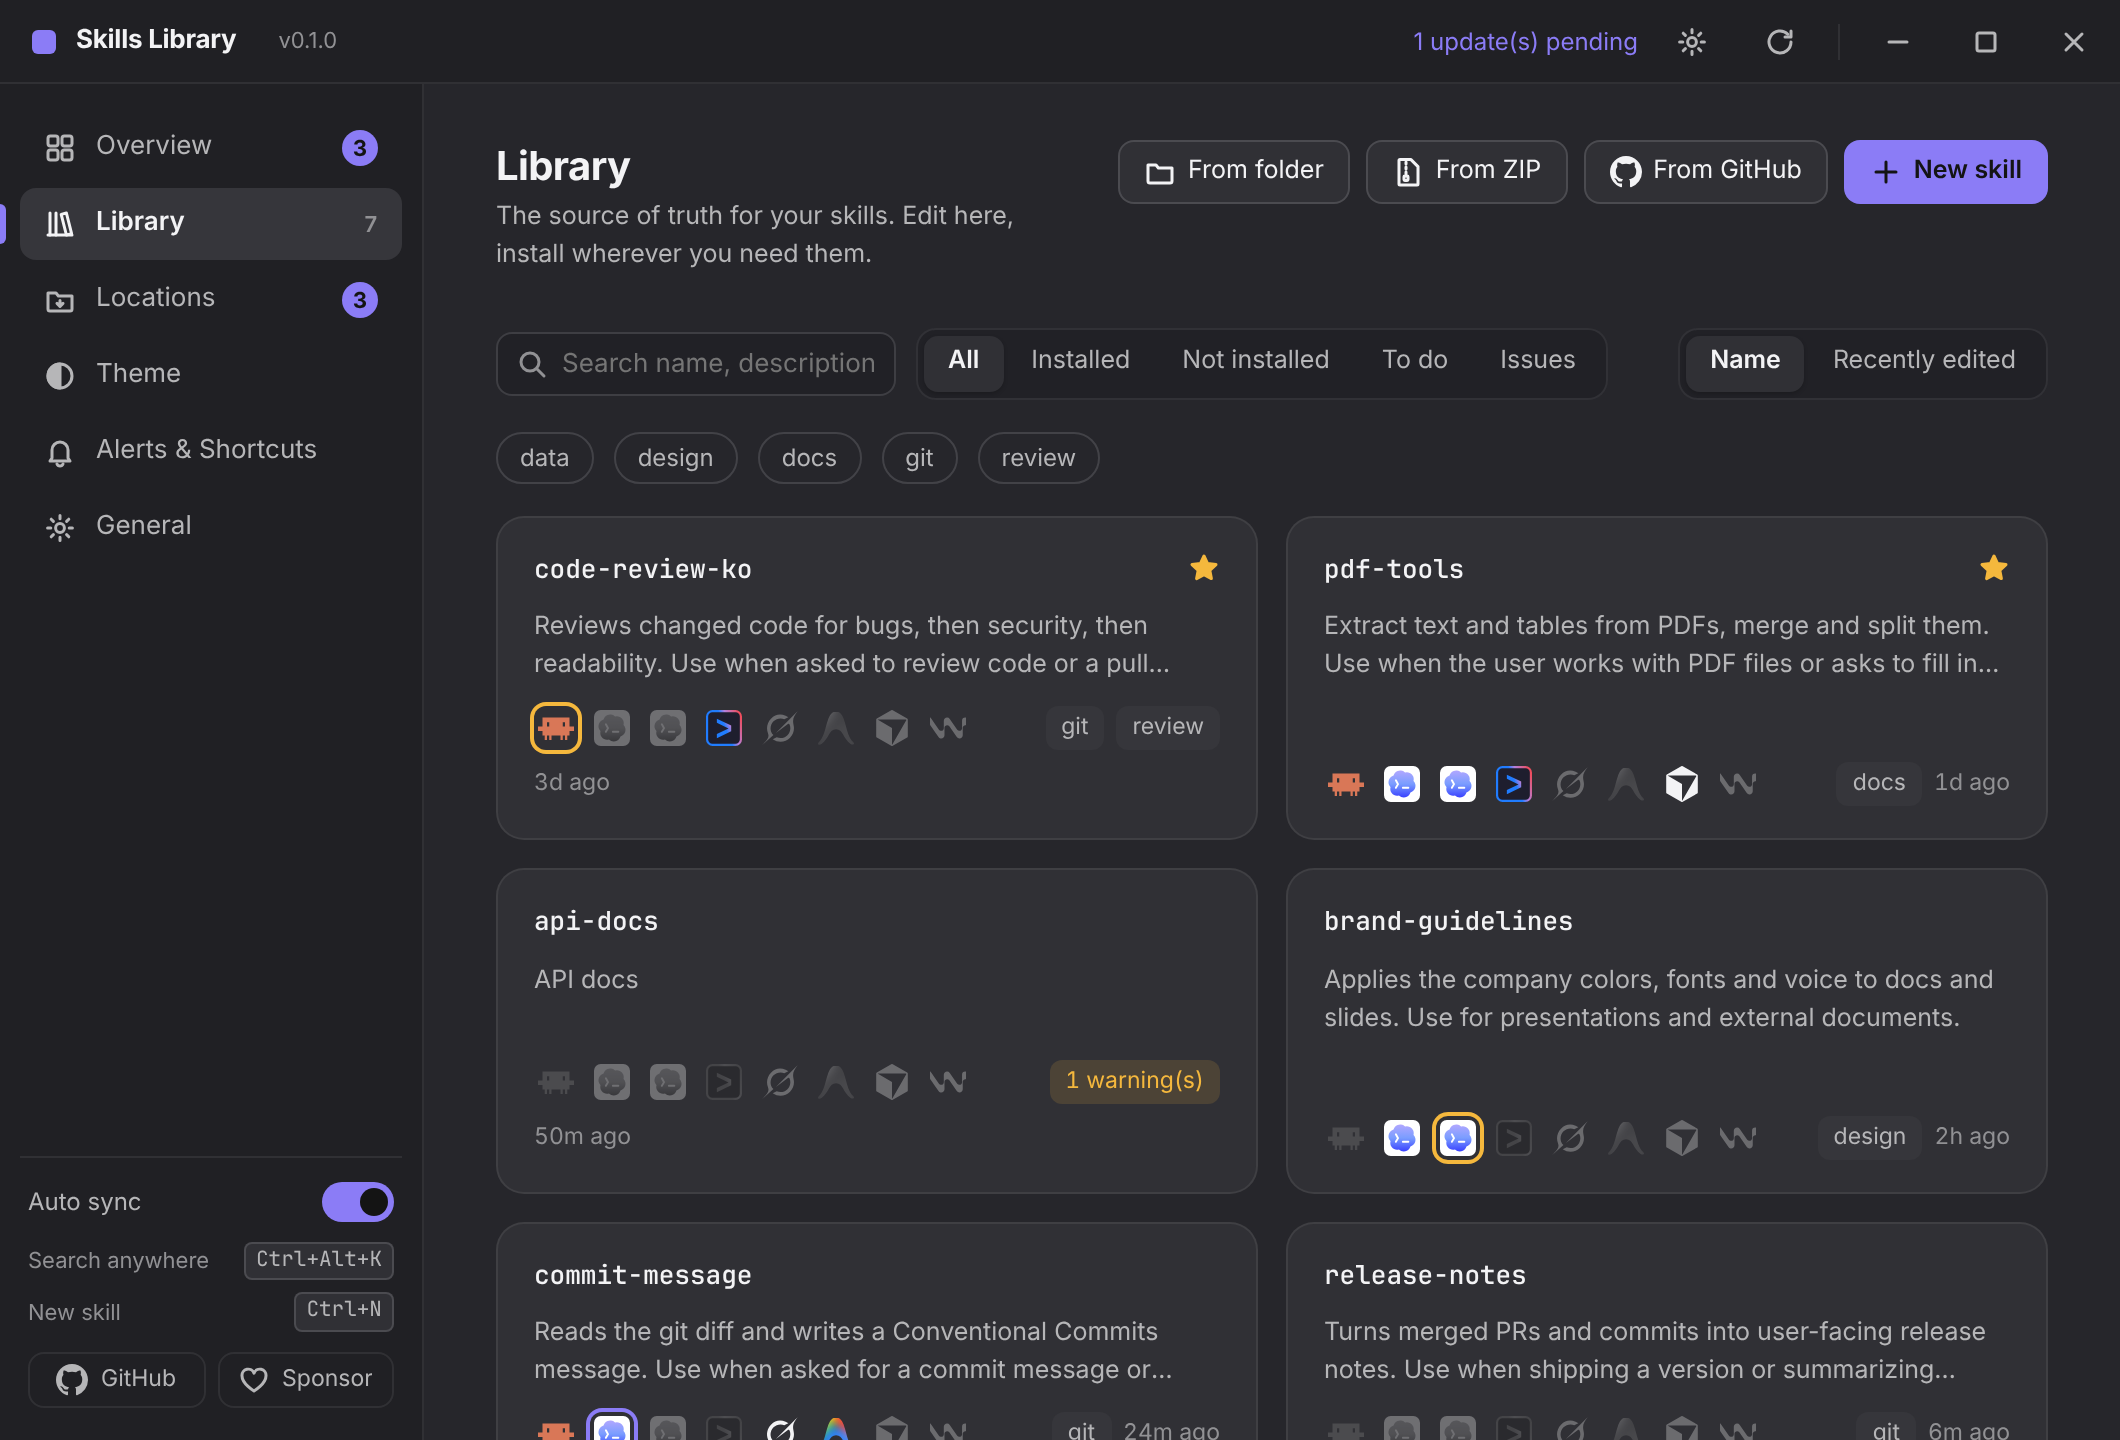 Skills Library v0.1.0
1 update(s) pending
Overview 3
Library 7
Locations 3
Theme
Alerts & Shortcuts
General
Auto sync
Search anywhere Ctrl+Alt+K
New skill Ctrl+N
GitHub Sponsor
Library
The source of truth for your skills. Edit here,
install wherever you need them.
From folder From ZIP From GitHub New skill
Search name, description
All Installed Not installed To do Issues
Name Recently edited
data design docs git review
code-review-ko
Reviews changed code for bugs, then security, then
readability. Use when asked to review code or a pull...
git review
3d ago
pdf-tools
Extract text and tables from PDFs, merge and split them.
Use when the user works with PDF files or asks to fill in...
docs 1d ago
api-docs
API docs
1 warning(s)
50m ago
brand-guidelines
Applies the company colors, fonts and voice to docs and
slides. Use for presentations and external documents.
design 2h ago
commit-message
Reads the git diff and writes a Conventional Commits
message. Use when asked for a commit message or...
git 24m ago
release-notes
Turns merged PRs and commits into user-facing release
notes. Use when shipping a version or summarizing...
git 6m ago